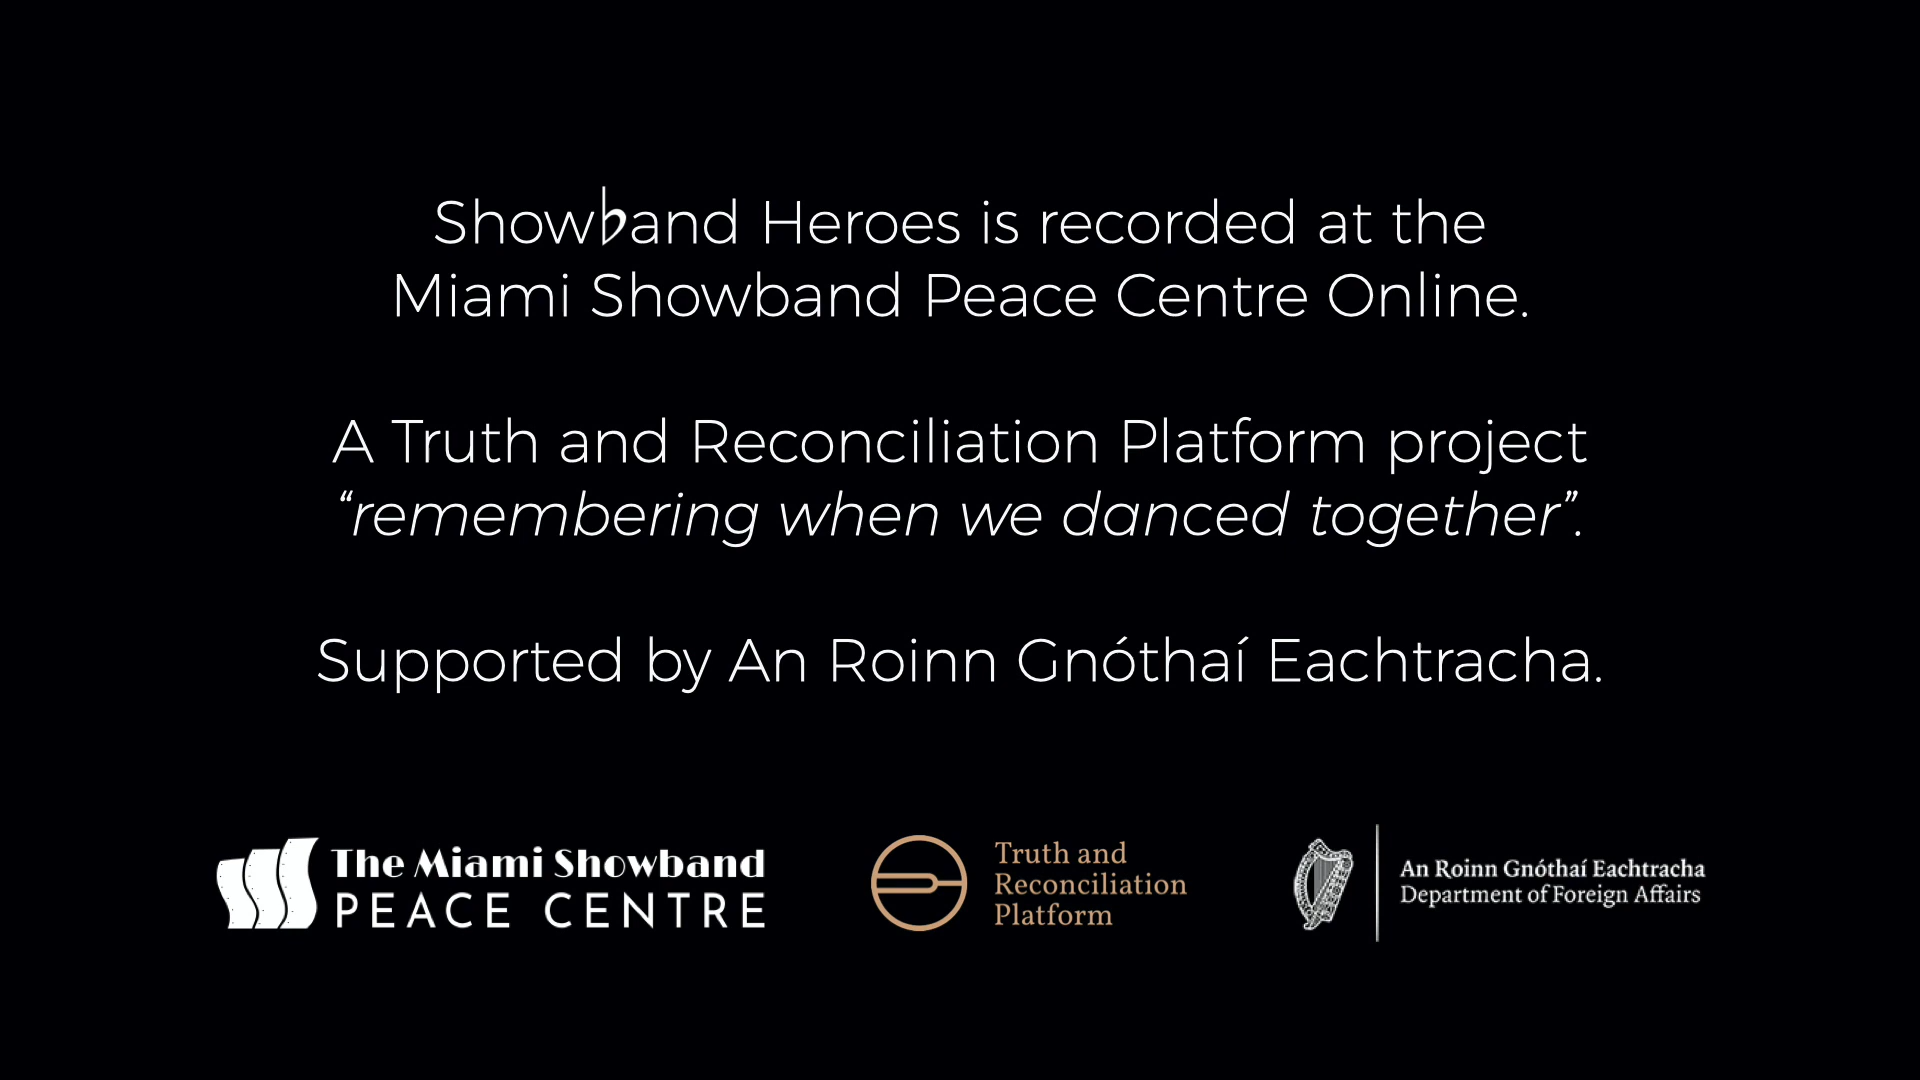 Show♭and Heroes is recorded at the
Miami Showband Peace Centre Online.
A Truth and Reconciliation Platform project
“remembering when we danced together”.
Supported by An Roinn Gnóthaí Eachtracha.
The Miami Showband
PEACE CENTRE
Truth and
Reconciliation
Platform
An Roinn Gnóthaí Eachtracha
Department of Foreign Affairs